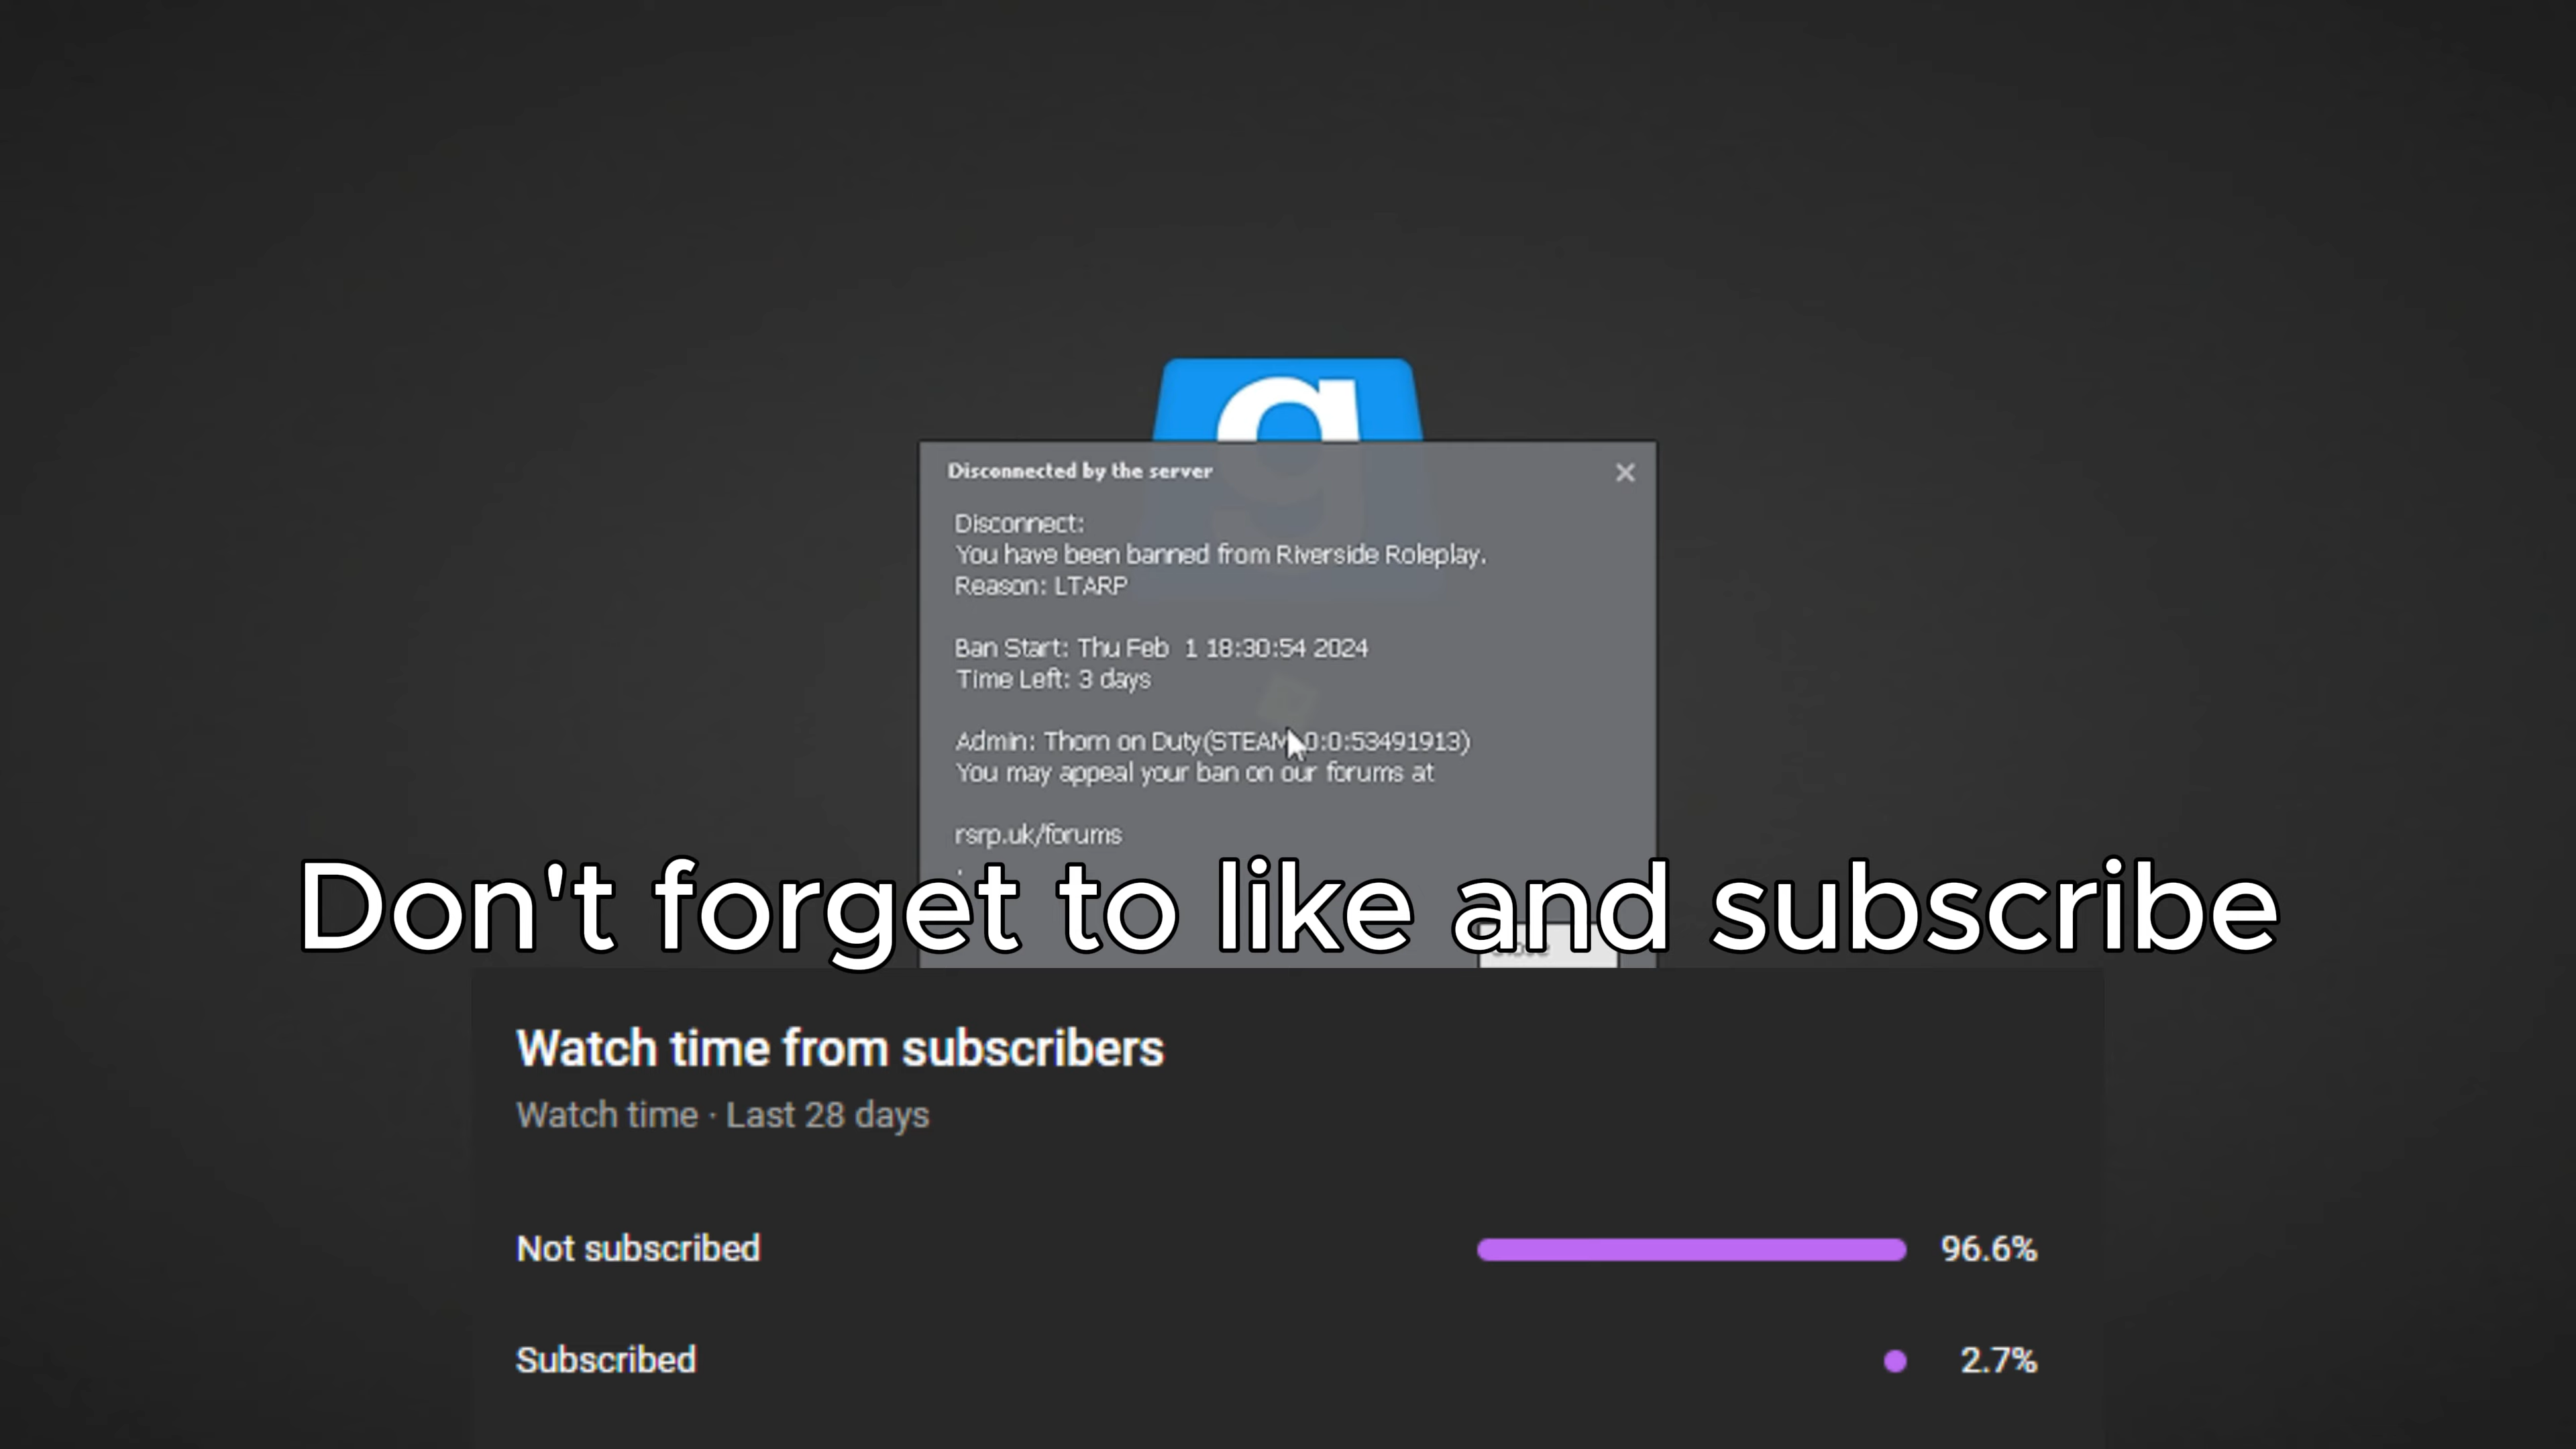 g
Disconnected by the server
Disconnect:
You have been banned from Riverside Roleplay.
Reason: LTARP
Ban Start: Thu Feb 1 18:30:54 2024
Time Left: 3 days
Admin: Thorn on Duty(STEAM 0:0:53491913)
You may appeal your ban on our forums at
rsrp.uk/forums
.
Don't forget to like and subscribe
Watch time from subscribers
Watch time · Last 28 days
Not subscribed 96.6%
Subscribed 2.7%